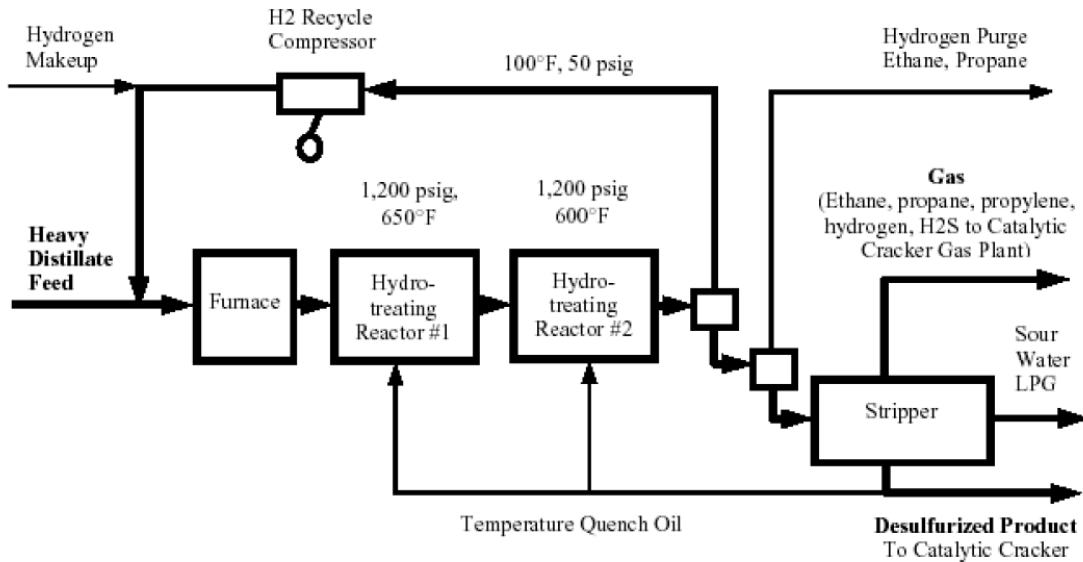 H2 Recycle
Compressor
Hydrogen
Makeup
100°F, 50 psig
Hydrogen Purge
Ethane, Propane
1,200 psig,
650°F
1,200 psig
600°F
Gas
(Ethane, propane, propylene,
hydrogen, H2S to Catalytic
Cracker Gas Plant)
Heavy
Distillate
Feed
Furnace
Hydro-
treating
Reactor #1
Hydro-
treating
Reactor #2
Sour
Water
LPG
Stripper
Temperature Quench Oil
Desulfurized Product
To Catalytic Cracker